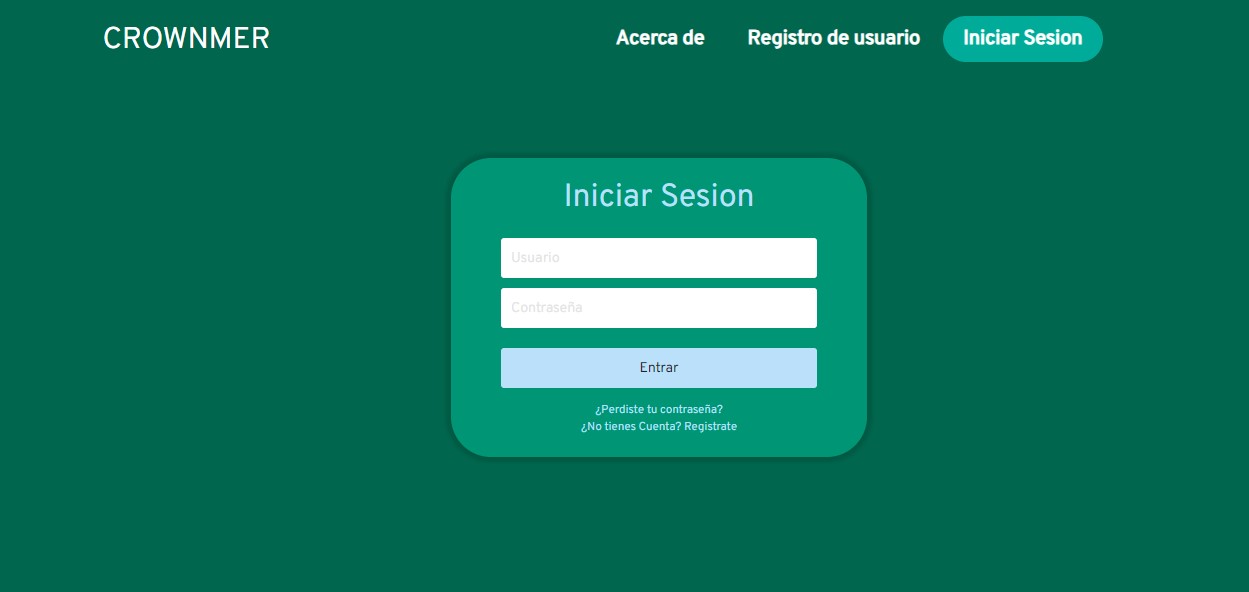 CROWNMER
Acerca de
Registro de usuario
Iniciar Sesion
Iniciar Sesion
Usuario
Contraseña
Entrar
¿Perdiste tu contraseña?
¿No tienes Cuenta? Registrate